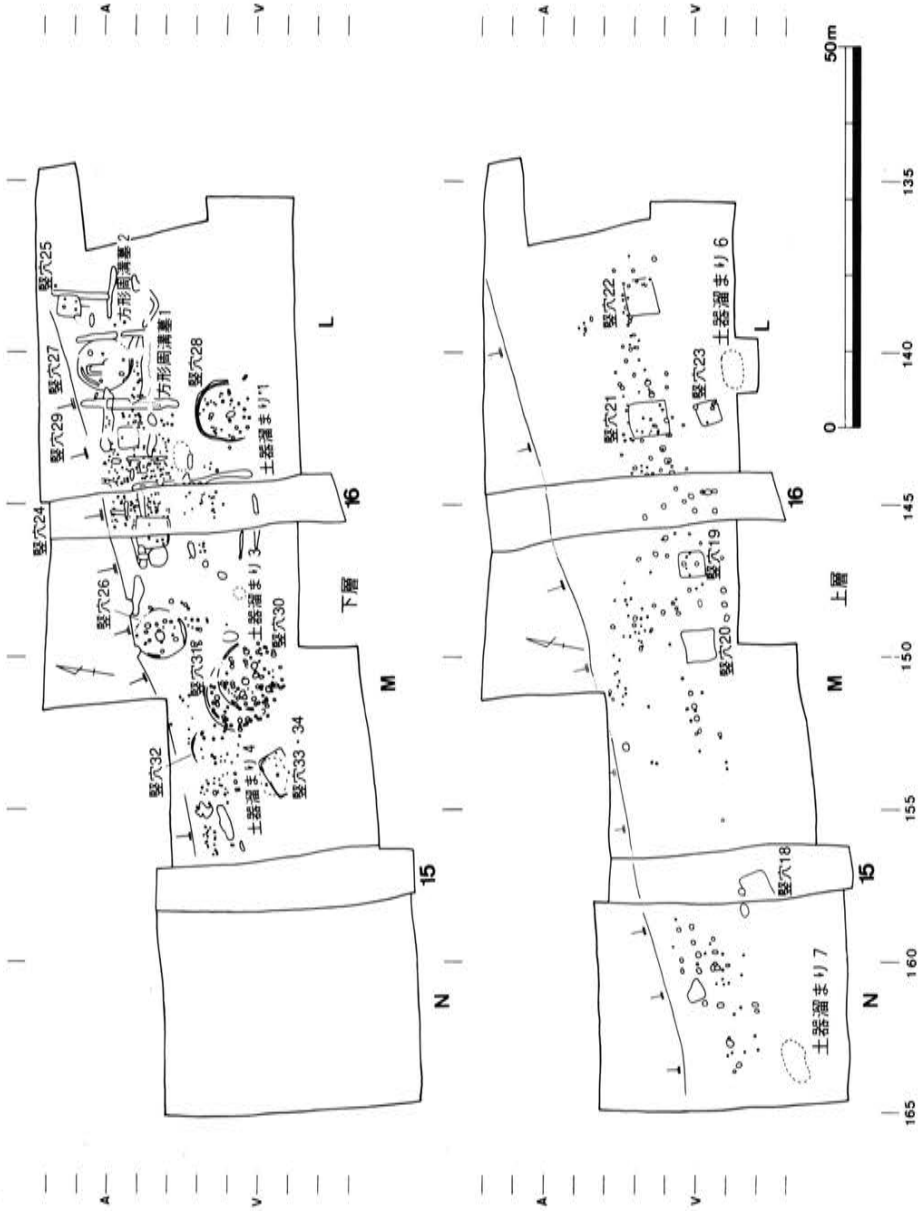 A
V
竪穴25
方形周溝墓 2
竪穴27
方形周溝墓1
竪穴28
竪穴29
土器溜まり 1
L
16
竪穴24
竪穴26
土器溜まり 3
竪穴30
竪穴31
下層
M
竪穴32
土器溜まり 4
竪穴33・34
15
N
A
V
A
V
50m
0
竪穴22
土器溜まり 6
L
竪穴21
竪穴23
16
竪穴19
竪穴20
上層
M
竪穴18
15
土器溜まり 7
N
A
V
135
140
145
150
155
160
165